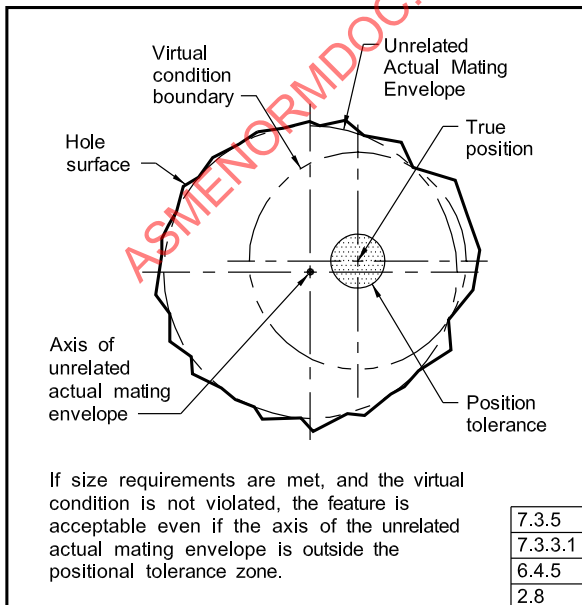 Virtual
condition
boundary
Unrelated
Actual Mating
Envelope
Hole
surface
True
position
Axis of
unrelated
actual mating
envelope
Position
tolerance
If size requirements are met, and the virtual
condition is not violated, the feature is
acceptable even if the axis of the unrelated
actual mating envelope is outside the
positional tolerance zone.
7.3.5
7.3.3.1
6.4.5
2.8
ASMENORMDOC.